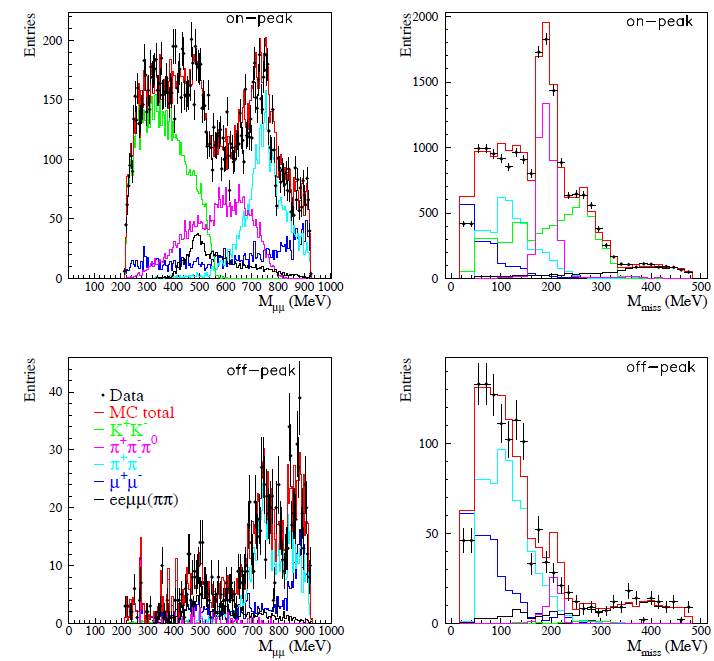 on-peak
Entries
200
150
100
50
0
100 200 300 400 500 600 700 800 900 1000
Mμμ (MeV)
on-peak
Entries
2000
1500
1000
500
0
0 100 200 300 400 500
Mmiss (MeV)
off-peak
Entries
40
30
20
10
0
Data
MC total
K⁺K⁻
π⁺π⁻π⁰
π⁺π⁻
μ⁺μ⁻
eeμμ(ππ)
0 100 200 300 400 500 600 700 800 900 1000
Mμμ (MeV)
off-peak
Entries
100
50
0
0 100 200 300 400 500
Mmiss (MeV)